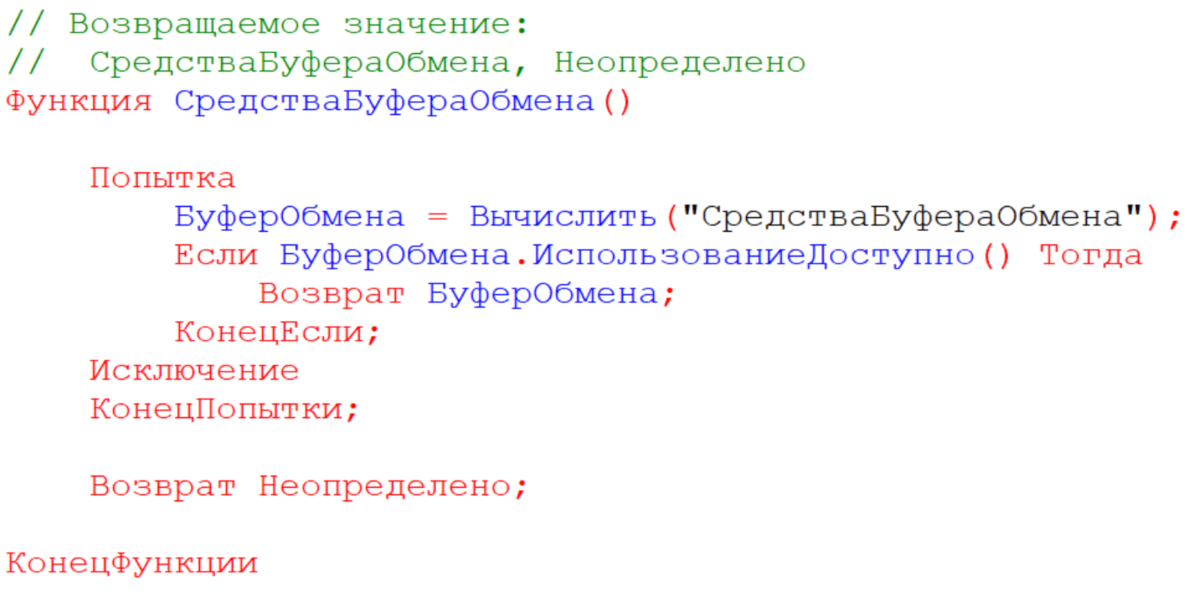 // Возвращаемое значение:
//  СредстваБуфераОбмена, Неопределено
Функция СредстваБуфераОбмена()
Попытка
БуферОбмена = Вычислить("СредстваБуфераОбмена");
Если БуферОбмена.ИспользованиеДоступно() Тогда
Возврат БуферОбмена;
КонецЕсли;
Исключение
КонецПопытки;
Возврат Неопределено;
КонецФункции